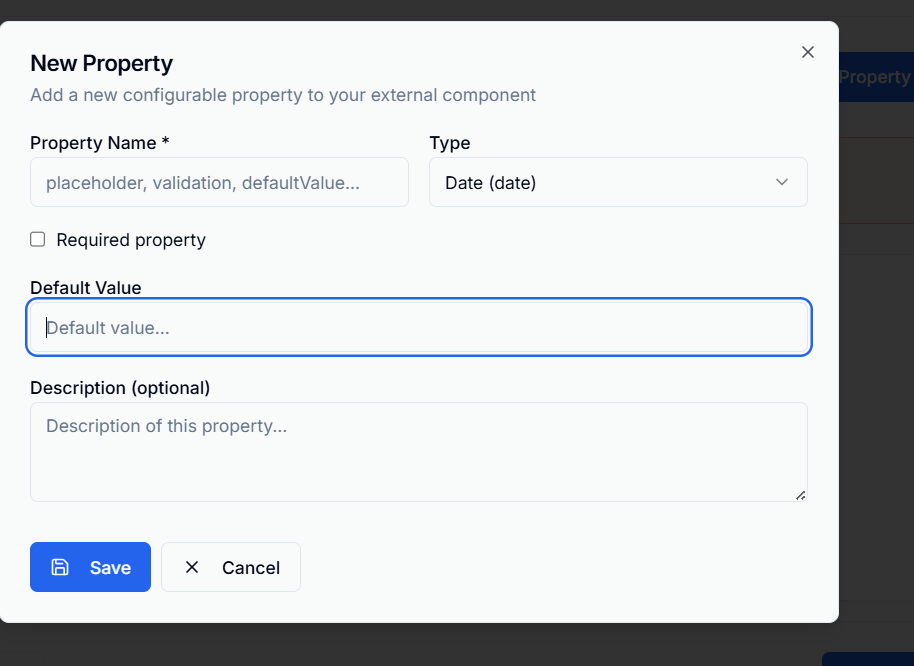 New Property
Add a new configurable property to your external component
Property Name *
Type
placeholder, validation, defaultValue...
Date (date)
Required property
Default Value
Default value...
Description (optional)
Description of this property...
Save
Cancel
Property